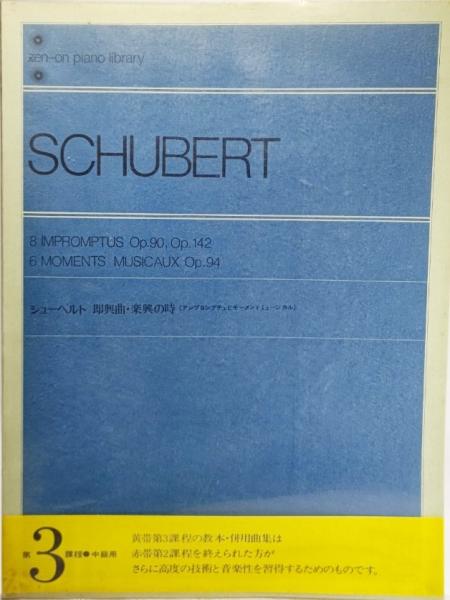 zen-on piano library
SCHUBERT
8 IMPROMPTUS Op.90, Op.142
6 MOMENTS MUSICAUX Op.94
シューベルト 即興曲・楽興の時(アンプロンプテュとモーメントミュージカル)
第3課程●中級用
黄帯第3課程の教本・併用曲集は
赤帯第2課程を終えられた方が
さらに高度の技術と音楽性を習得するためのものです。